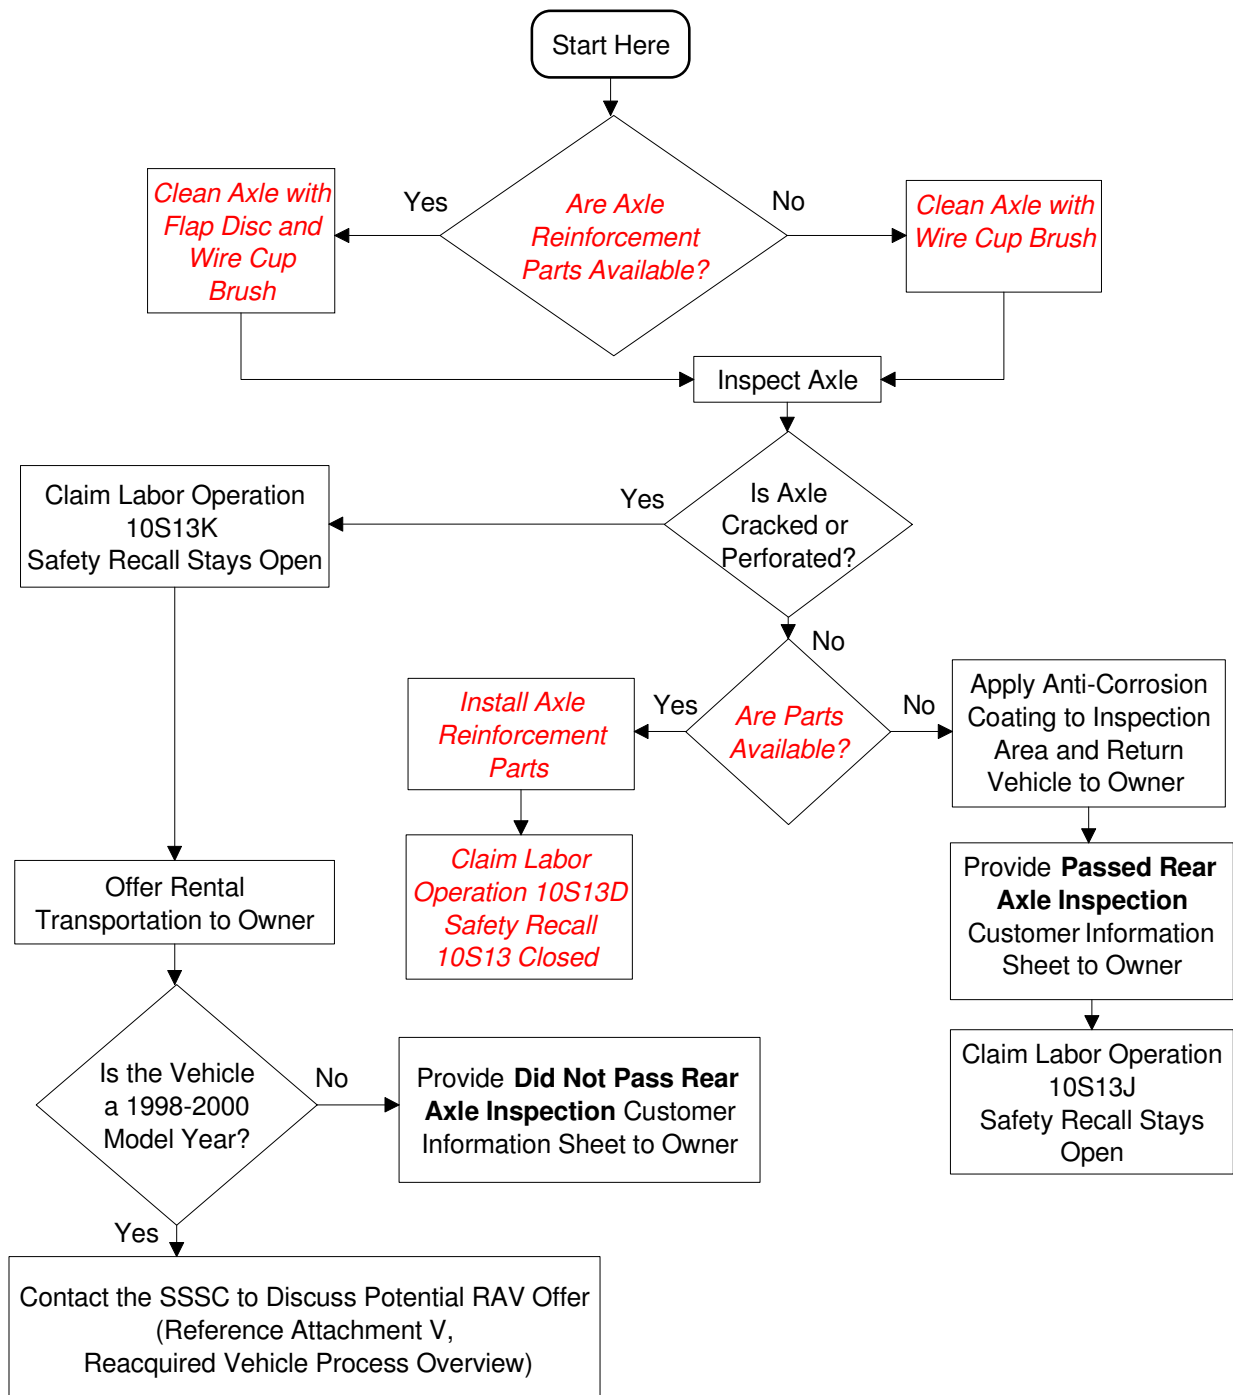 Start Here
Are Axle
Reinforcement
Parts Available?
Yes
No
Clean Axle with
Flap Disc and
Wire Cup
Brush
Clean Axle with
Wire Cup Brush
Inspect Axle
Is Axle
Cracked or
Perforated?
Yes
No
Claim Labor Operation
10S13K
Safety Recall Stays Open
Are Parts
Available?
Yes
No
Install Axle
Reinforcement
Parts
Claim Labor
Operation 10S13D
Safety Recall
10S13 Closed
Apply Anti-Corrosion
Coating to Inspection
Area and Return
Vehicle to Owner
Provide Passed Rear
Axle Inspection
Customer Information
Sheet to Owner
Claim Labor Operation
10S13J
Safety Recall Stays
Open
Offer Rental
Transportation to Owner
Is the Vehicle
a 1998-2000
Model Year?
No
Provide Did Not Pass Rear
Axle Inspection Customer
Information Sheet to Owner
Yes
Contact the SSSC to Discuss Potential RAV Offer
(Reference Attachment V,
Reacquired Vehicle Process Overview)